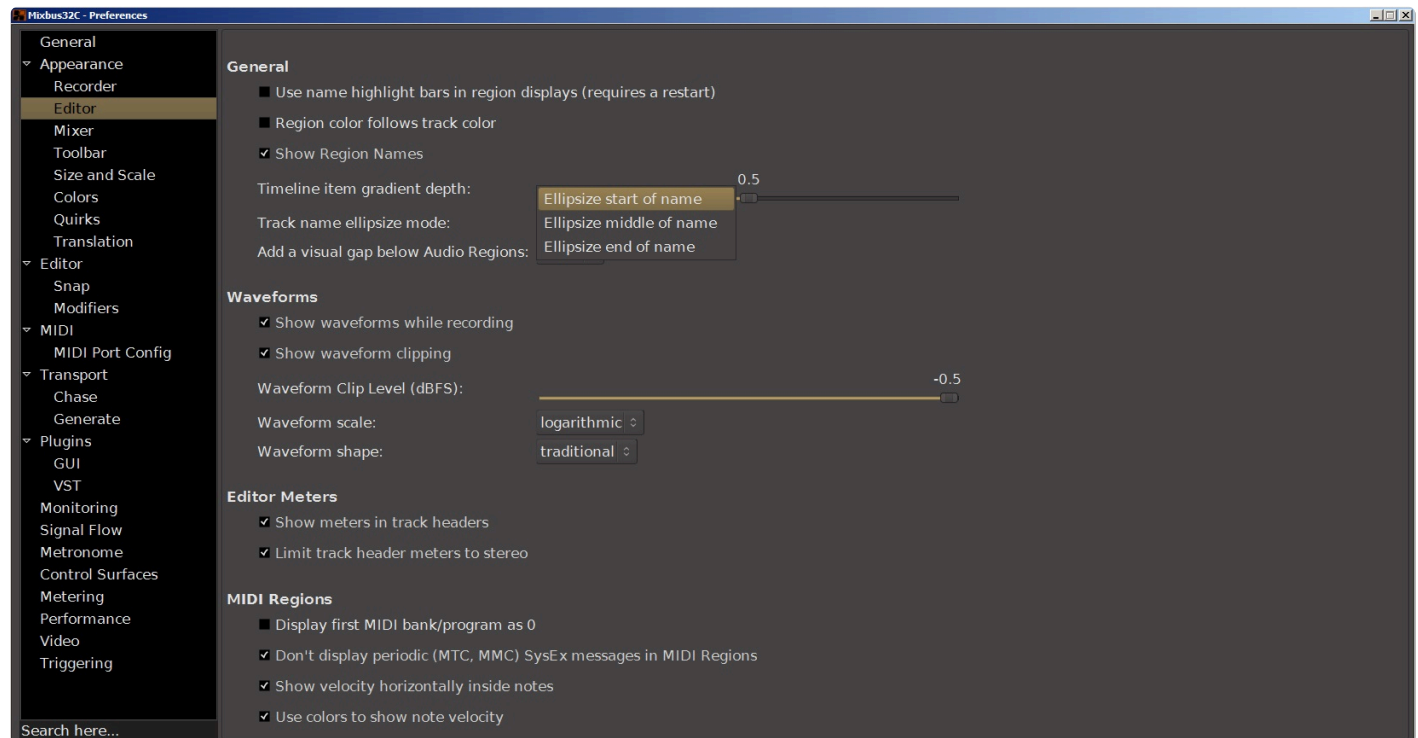 Mixbus32C - Preferences
General
Appearance
Recorder
Editor
Mixer
Toolbar
Size and Scale
Colors
Quirks
Translation
Editor
Snap
Modifiers
MIDI
MIDI Port Config
Transport
Chase
Generate
Plugins
GUI
VST
Monitoring
Signal Flow
Metronome
Control Surfaces
Metering
Performance
Video
Triggering
Search here...
General
Use name highlight bars in region displays (requires a restart)
Region color follows track color
Show Region Names
Timeline item gradient depth: 0.5
Track name ellipsize mode:
Ellipsize start of name
Ellipsize middle of name
Ellipsize end of name
Add a visual gap below Audio Regions:
Waveforms
Show waveforms while recording
Show waveform clipping
Waveform Clip Level (dBFS): -0.5
Waveform scale: logarithmic
Waveform shape: traditional
Editor Meters
Show meters in track headers
Limit track header meters to stereo
MIDI Regions
Display first MIDI bank/program as 0
Don't display periodic (MTC, MMC) SysEx messages in MIDI Regions
Show velocity horizontally inside notes
Use colors to show note velocity